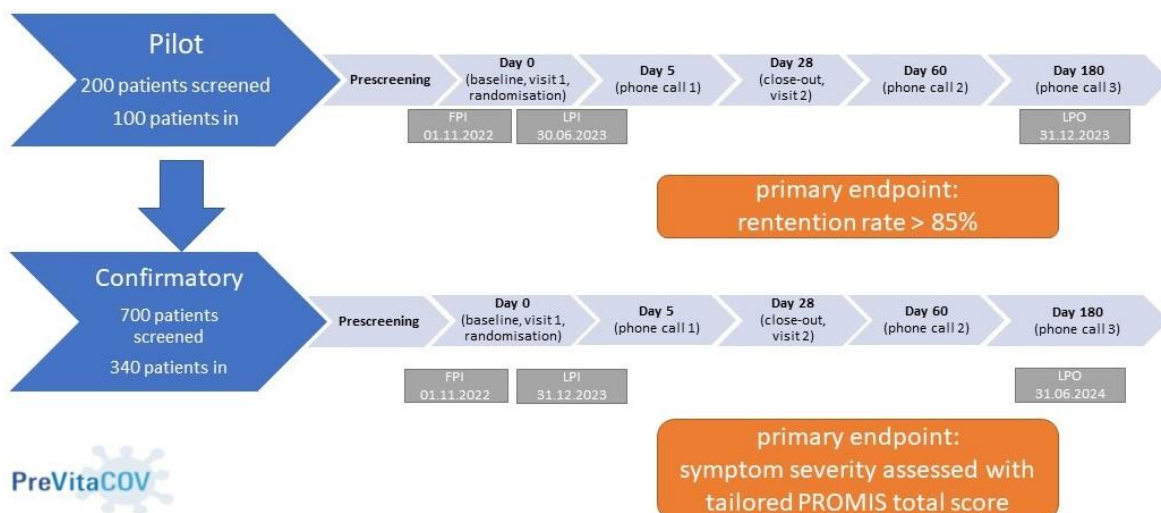 Pilot
200 patients screened
100 patients in
Prescreening
Day 0
(baseline, visit 1,
randomisation)
Day 5
(phone call 1)
Day 28
(close-out,
visit 2)
Day 60
(phone call 2)
Day 180
(phone call 3)
FPI
01.11.2022
LPI
30.06.2023
LPO
31.12.2023
primary endpoint:
rentention rate > 85%
Confirmatory
700 patients
screened
340 patients in
Prescreening
Day 0
(baseline, visit 1,
randomisation)
Day 5
(phone call 1)
Day 28
(close-out,
visit 2)
Day 60
(phone call 2)
Day 180
(phone call 3)
FPI
01.11.2022
LPI
31.12.2023
LPO
31.06.2024
primary endpoint:
symptom severity assessed with
tailored PROMIS total score
PreVitaCOV